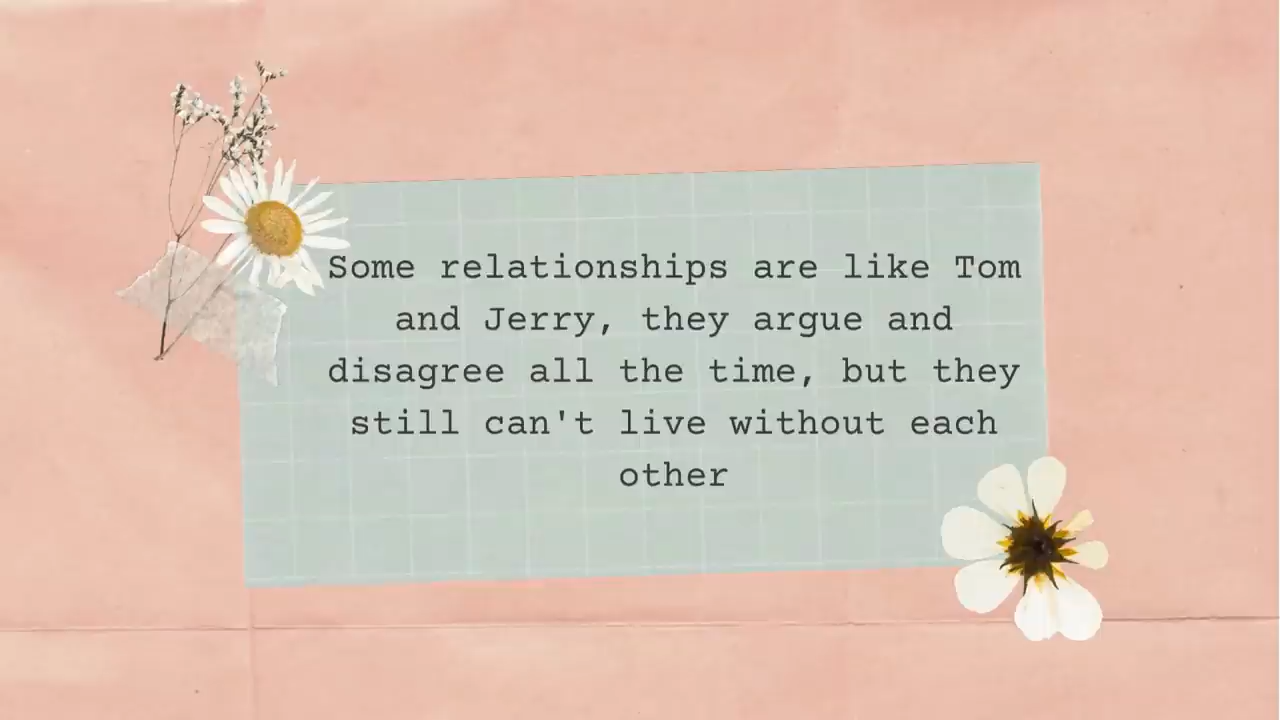 Some relationships are like Tom
and Jerry, they argue and
disagree all the time, but they
still can't live without each
other